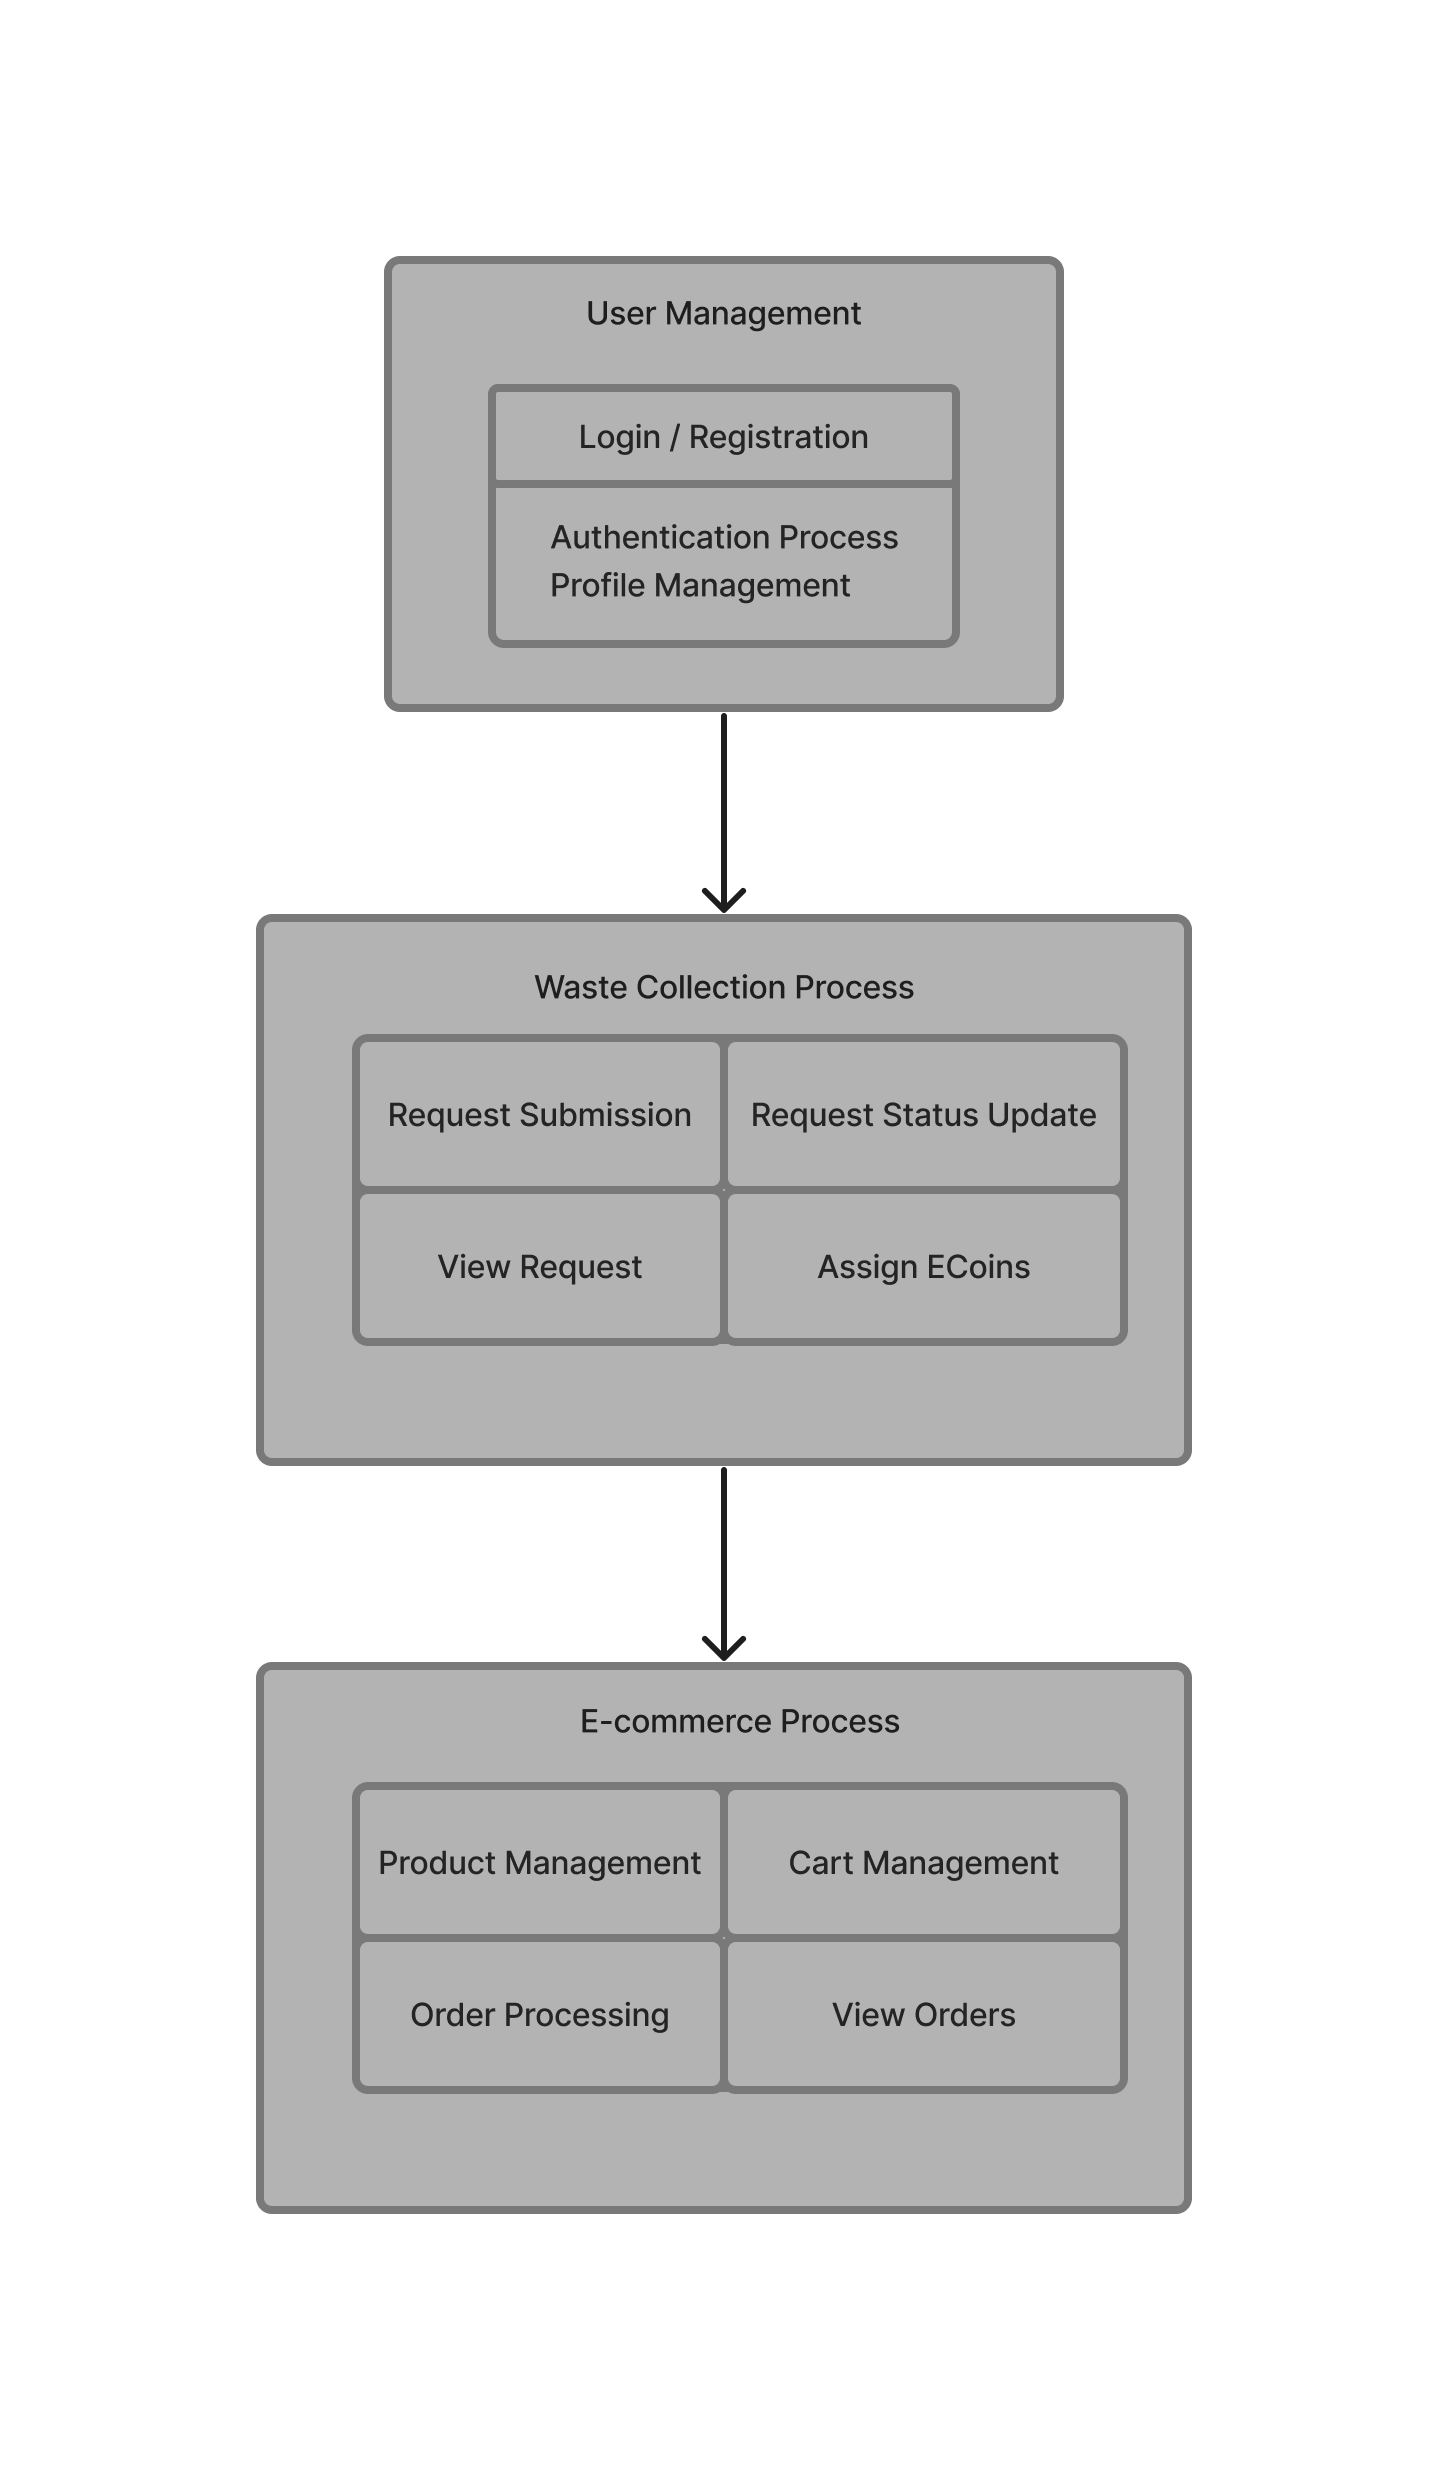 User Management
Login / Registration
Authentication Process
Profile Management
Waste Collection Process
Request Submission
Request Status Update
View Request
Assign ECoins
E-commerce Process
Product Management
Cart Management
Order Processing
View Orders